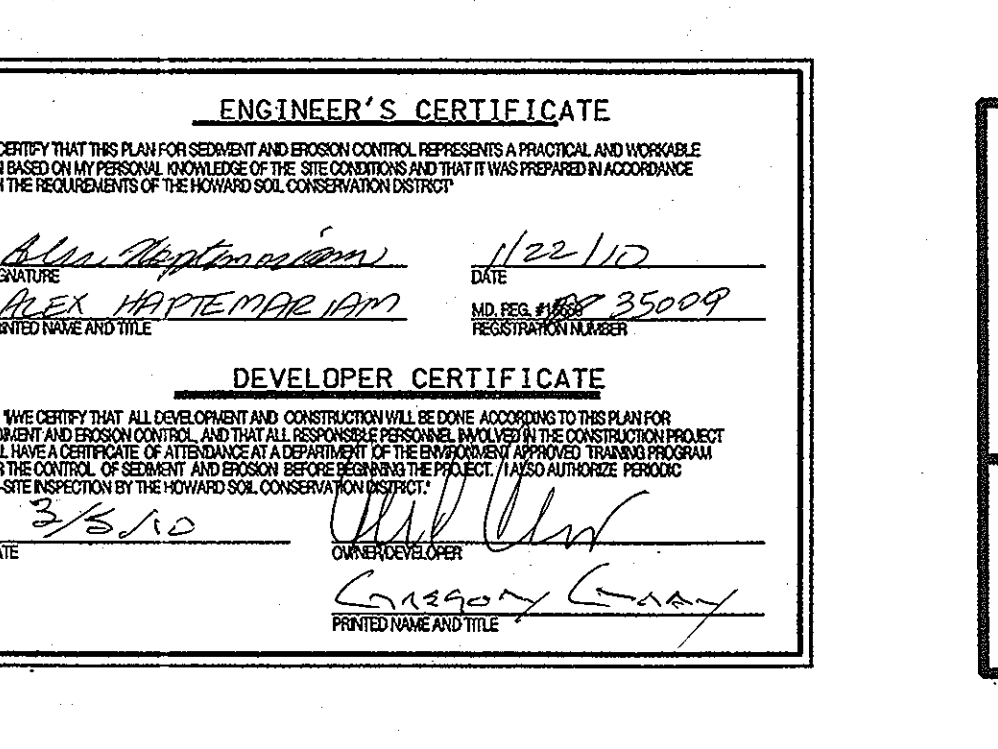 ENGINEER'S CERTIFICATE
CERTIFY THAT THIS PLAN FOR SEDIMENT AND EROSION CONTROL REPRESENTS A PRACTICAL AND WORKABLE
BASED ON MY PERSONAL KNOWLEDGE OF THE SITE CONDITIONS AND THAT IT WAS PREPARED IN ACCORDANCE
THE REQUIREMENTS OF THE HOWARD SOIL CONSERVATION DISTRICT"
1/22/10
GNATURE DATE
ALEX HAPTEMARIAM MD. REG. # 35009
INTED NAME AND TITLE REGISTRATION NUMBER
DEVELOPER CERTIFICATE
"I/WE CERTIFY THAT ALL DEVELOPMENT AND CONSTRUCTION WILL BE DONE ACCORDING TO THIS PLAN FOR
DIMENT AND EROSION CONTROL, AND THAT ALL RESPONSIBLE PERSONNEL INVOLVED IN THE CONSTRUCTION PROJECT
L HAVE A CERTIFICATE OF ATTENDANCE AT A DEPARTMENT OF THE ENVIRONMENT APPROVED TRAINING PROGRAM
R THE CONTROL OF SEDIMENT AND EROSION BEFORE BEGINNING THE PROJECT. I ALSO AUTHORIZE PERIODIC
-SITE INSPECTION BY THE HOWARD SOIL CONSERVATION DISTRICT."
3/5/10
ATE OWNER/DEVELOPER
Gregory
PRINTED NAME AND TITLE